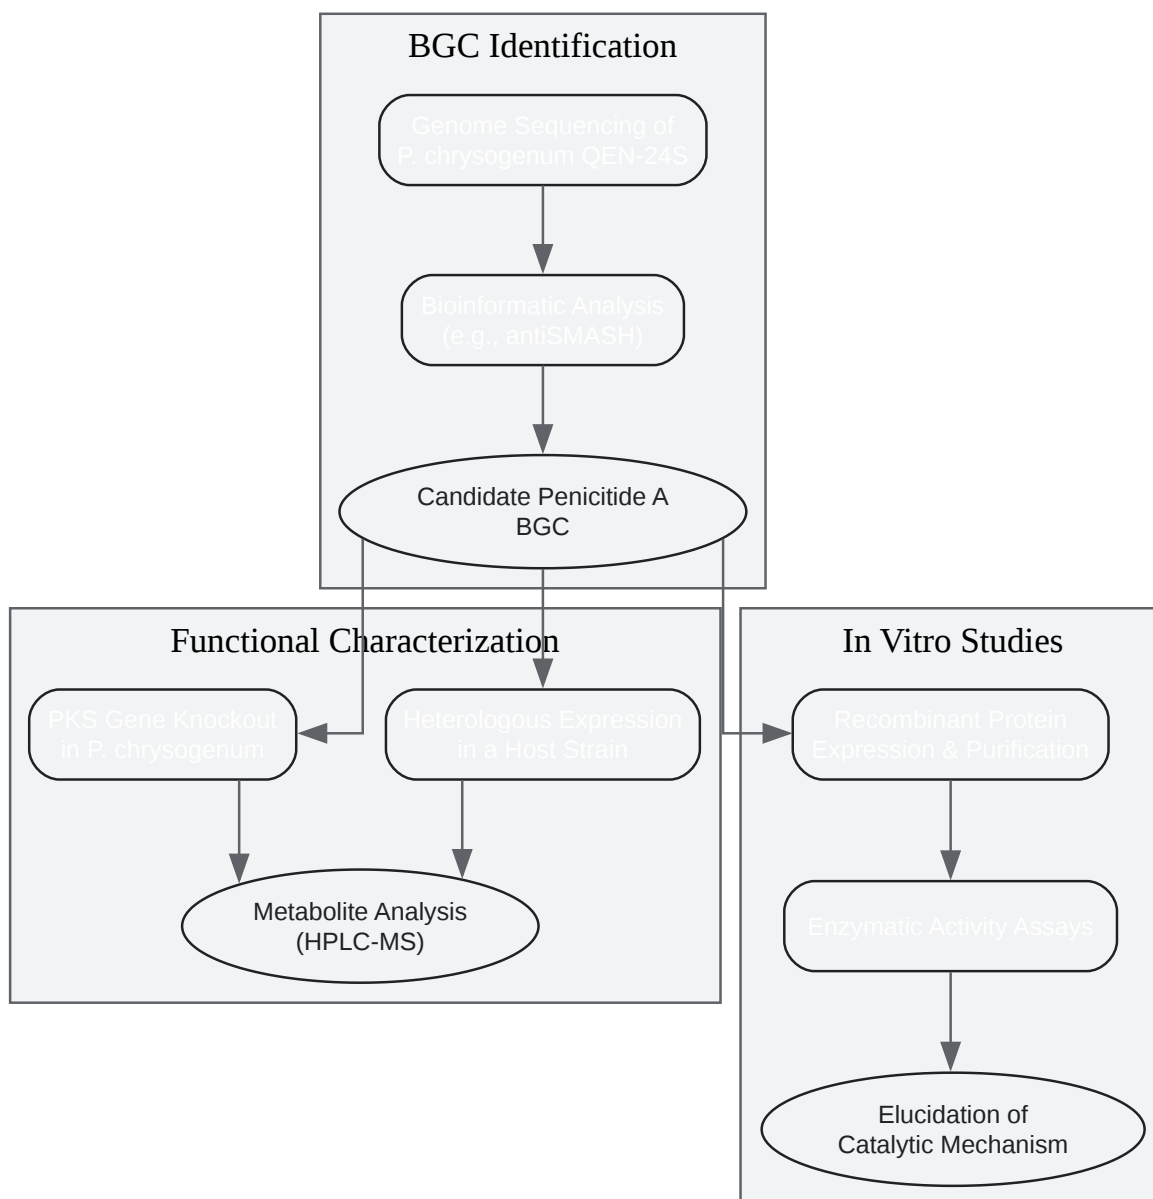 BGC Identification
Genome Sequencing of
P. chrysogenum QEN-24S
Bioinformatic Analysis
(e.g., antiSMASH)
Candidate Penicitide A
BGC
Functional Characterization
PKS Gene Knockout
in P. chrysogenum
Heterologous Expression
in a Host Strain
Metabolite Analysis
(HPLC-MS)
In Vitro Studies
Recombinant Protein
Expression & Purification
Enzymatic Activity Assays
Elucidation of
Catalytic Mechanism